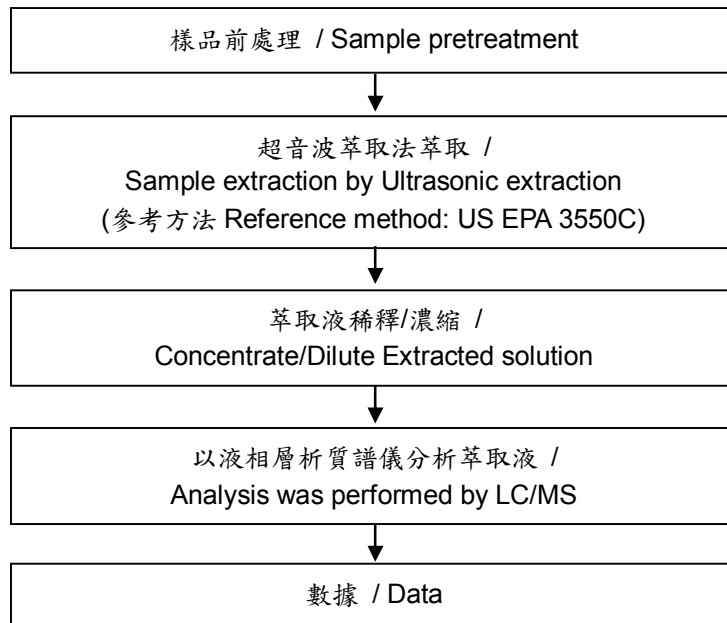 樣品前處理 / Sample pretreatment
超音波萃取法萃取 /
Sample extraction by Ultrasonic extraction
(參考方法 Reference method: US EPA 3550C)
萃取液稀釋/濃縮 /
Concentrate/Dilute Extracted solution
以液相層析質譜儀分析萃取液 /
Analysis was performed by LC/MS
數據 / Data